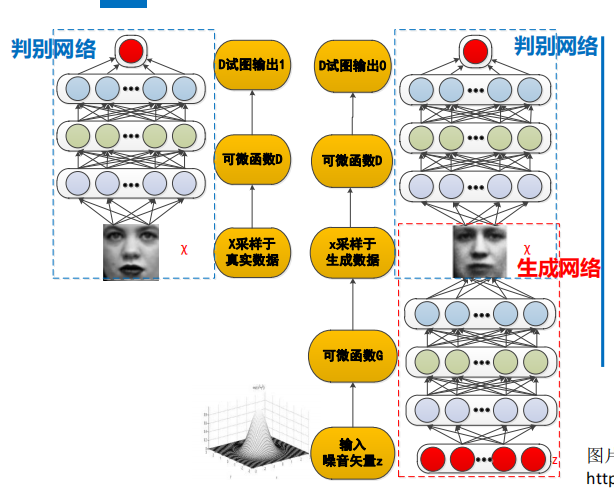 判别网络
D试图输出1
D试图输出0
判别网络
可微函数D
可微函数D
χ
X采样于
真实数据
x采样于
生成数据
χ
生成网络
可微函数G
输入
噪音矢量z
z
图片
http